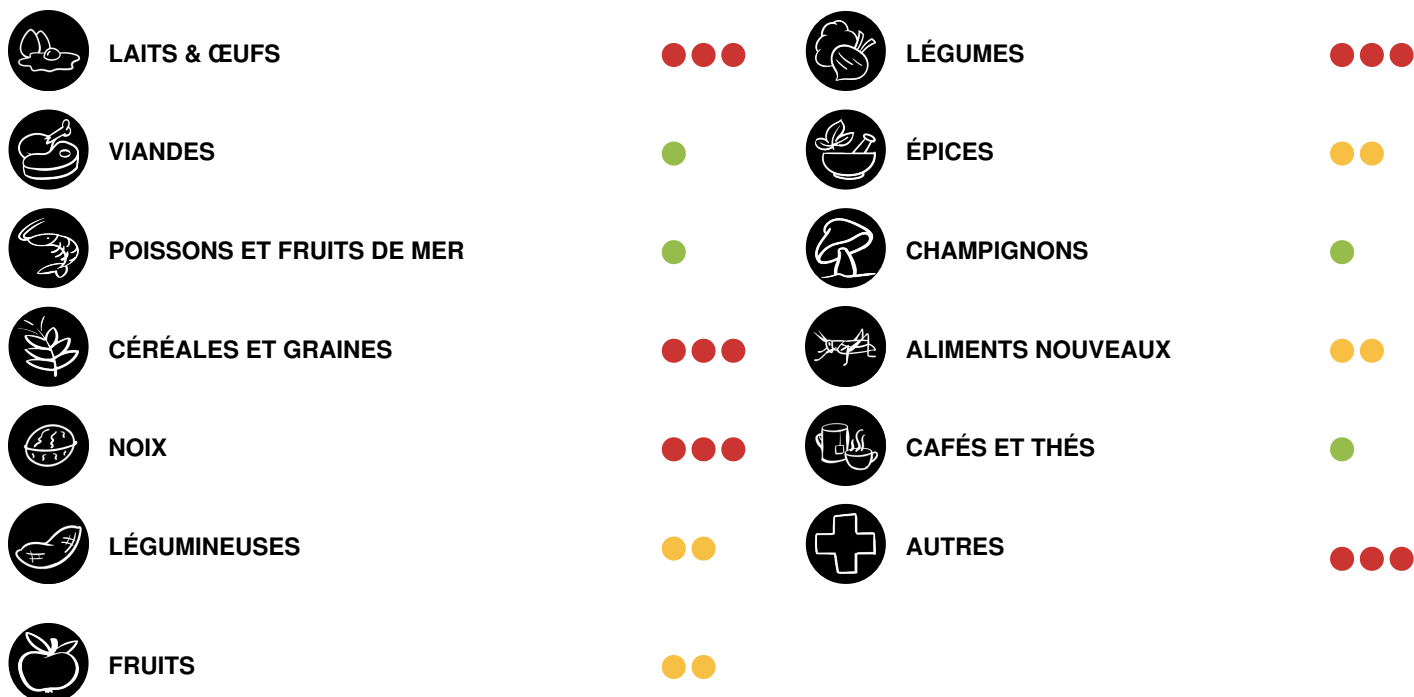 LAITS & ŒUFS
VIANDES
POISSONS ET FRUITS DE MER
CÉRÉALES ET GRAINES
NOIX
LÉGUMINEUSES
FRUITS
LÉGUMES
ÉPICES
CHAMPIGNONS
ALIMENTS NOUVEAUX
CAFÉS ET THÉS
AUTRES